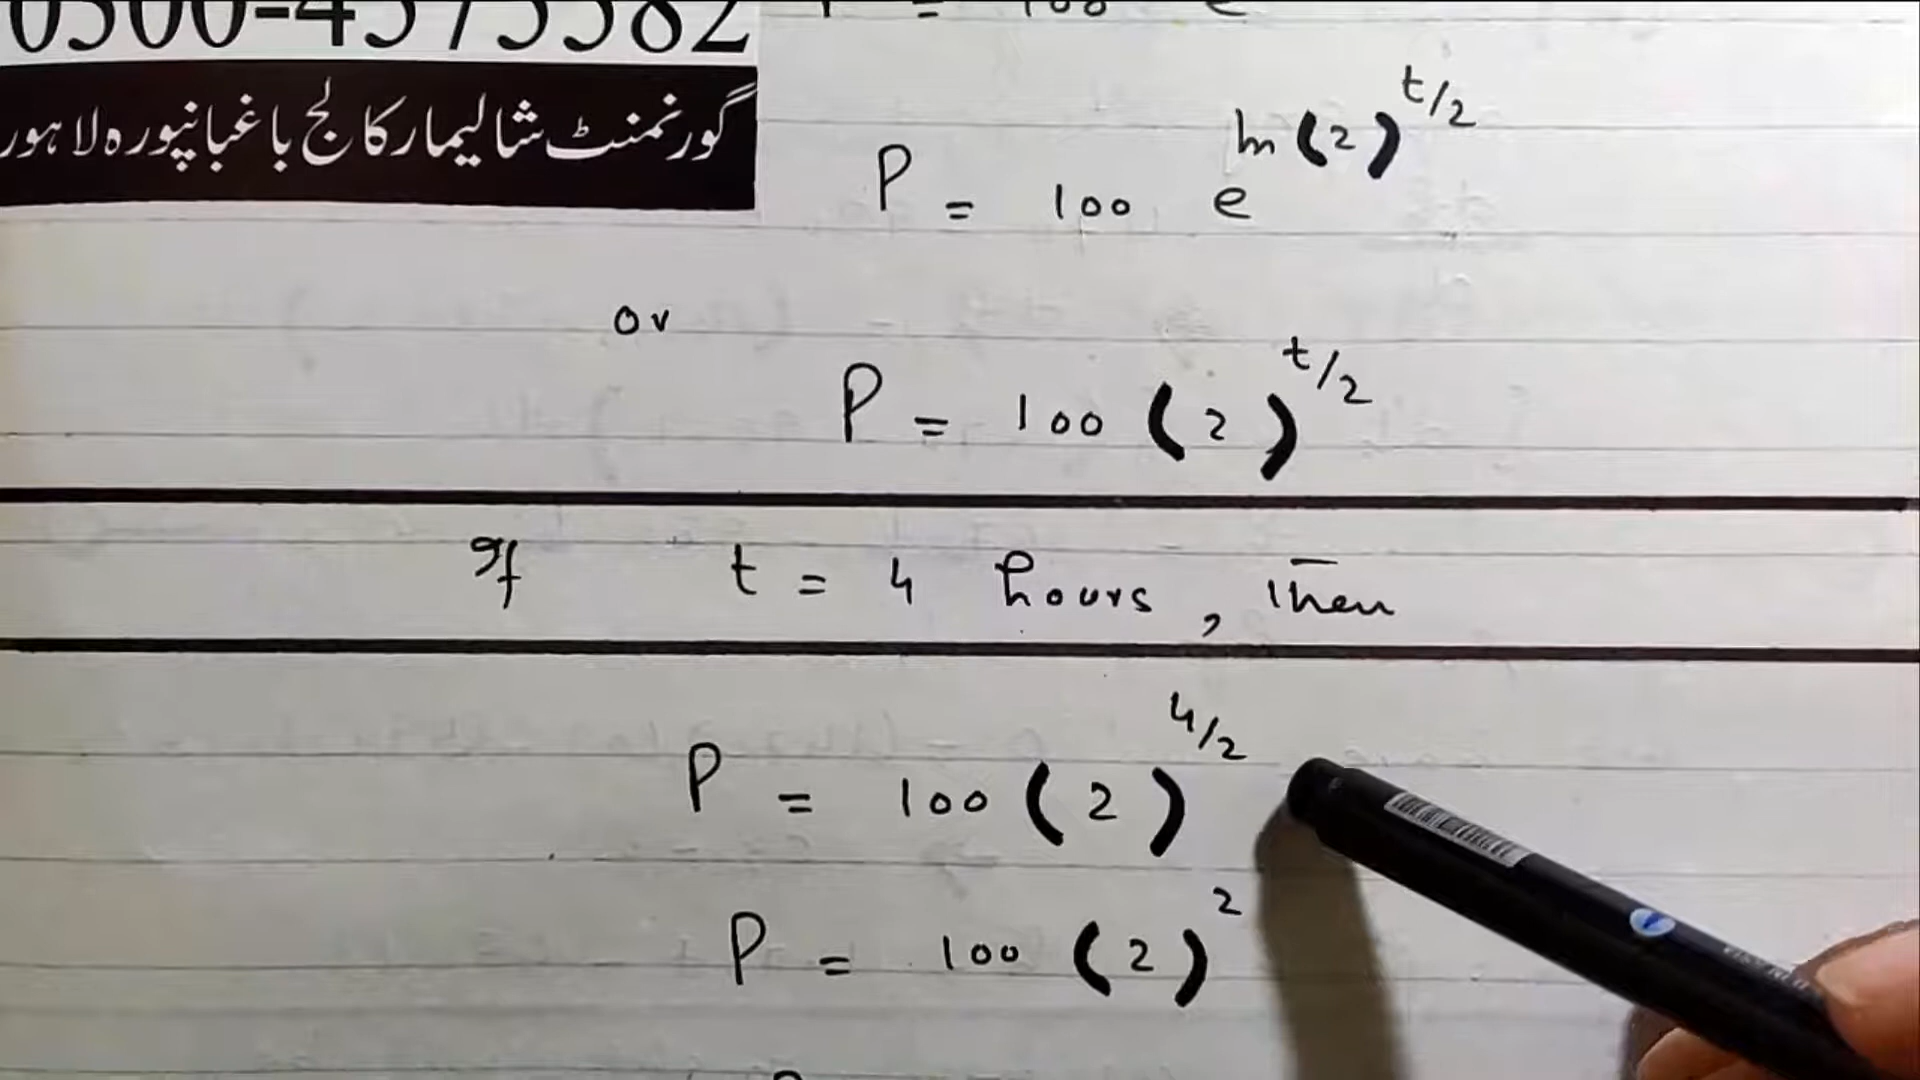 گورنمنٹ شالیمار کالج باغبانپورہ لاہور
P = 100 e^ln(2)^t/2
or
P = 100 (2)^t/2
If t = 4 hours, then
P = 100 (2)^4/2
P = 100 (2)^2